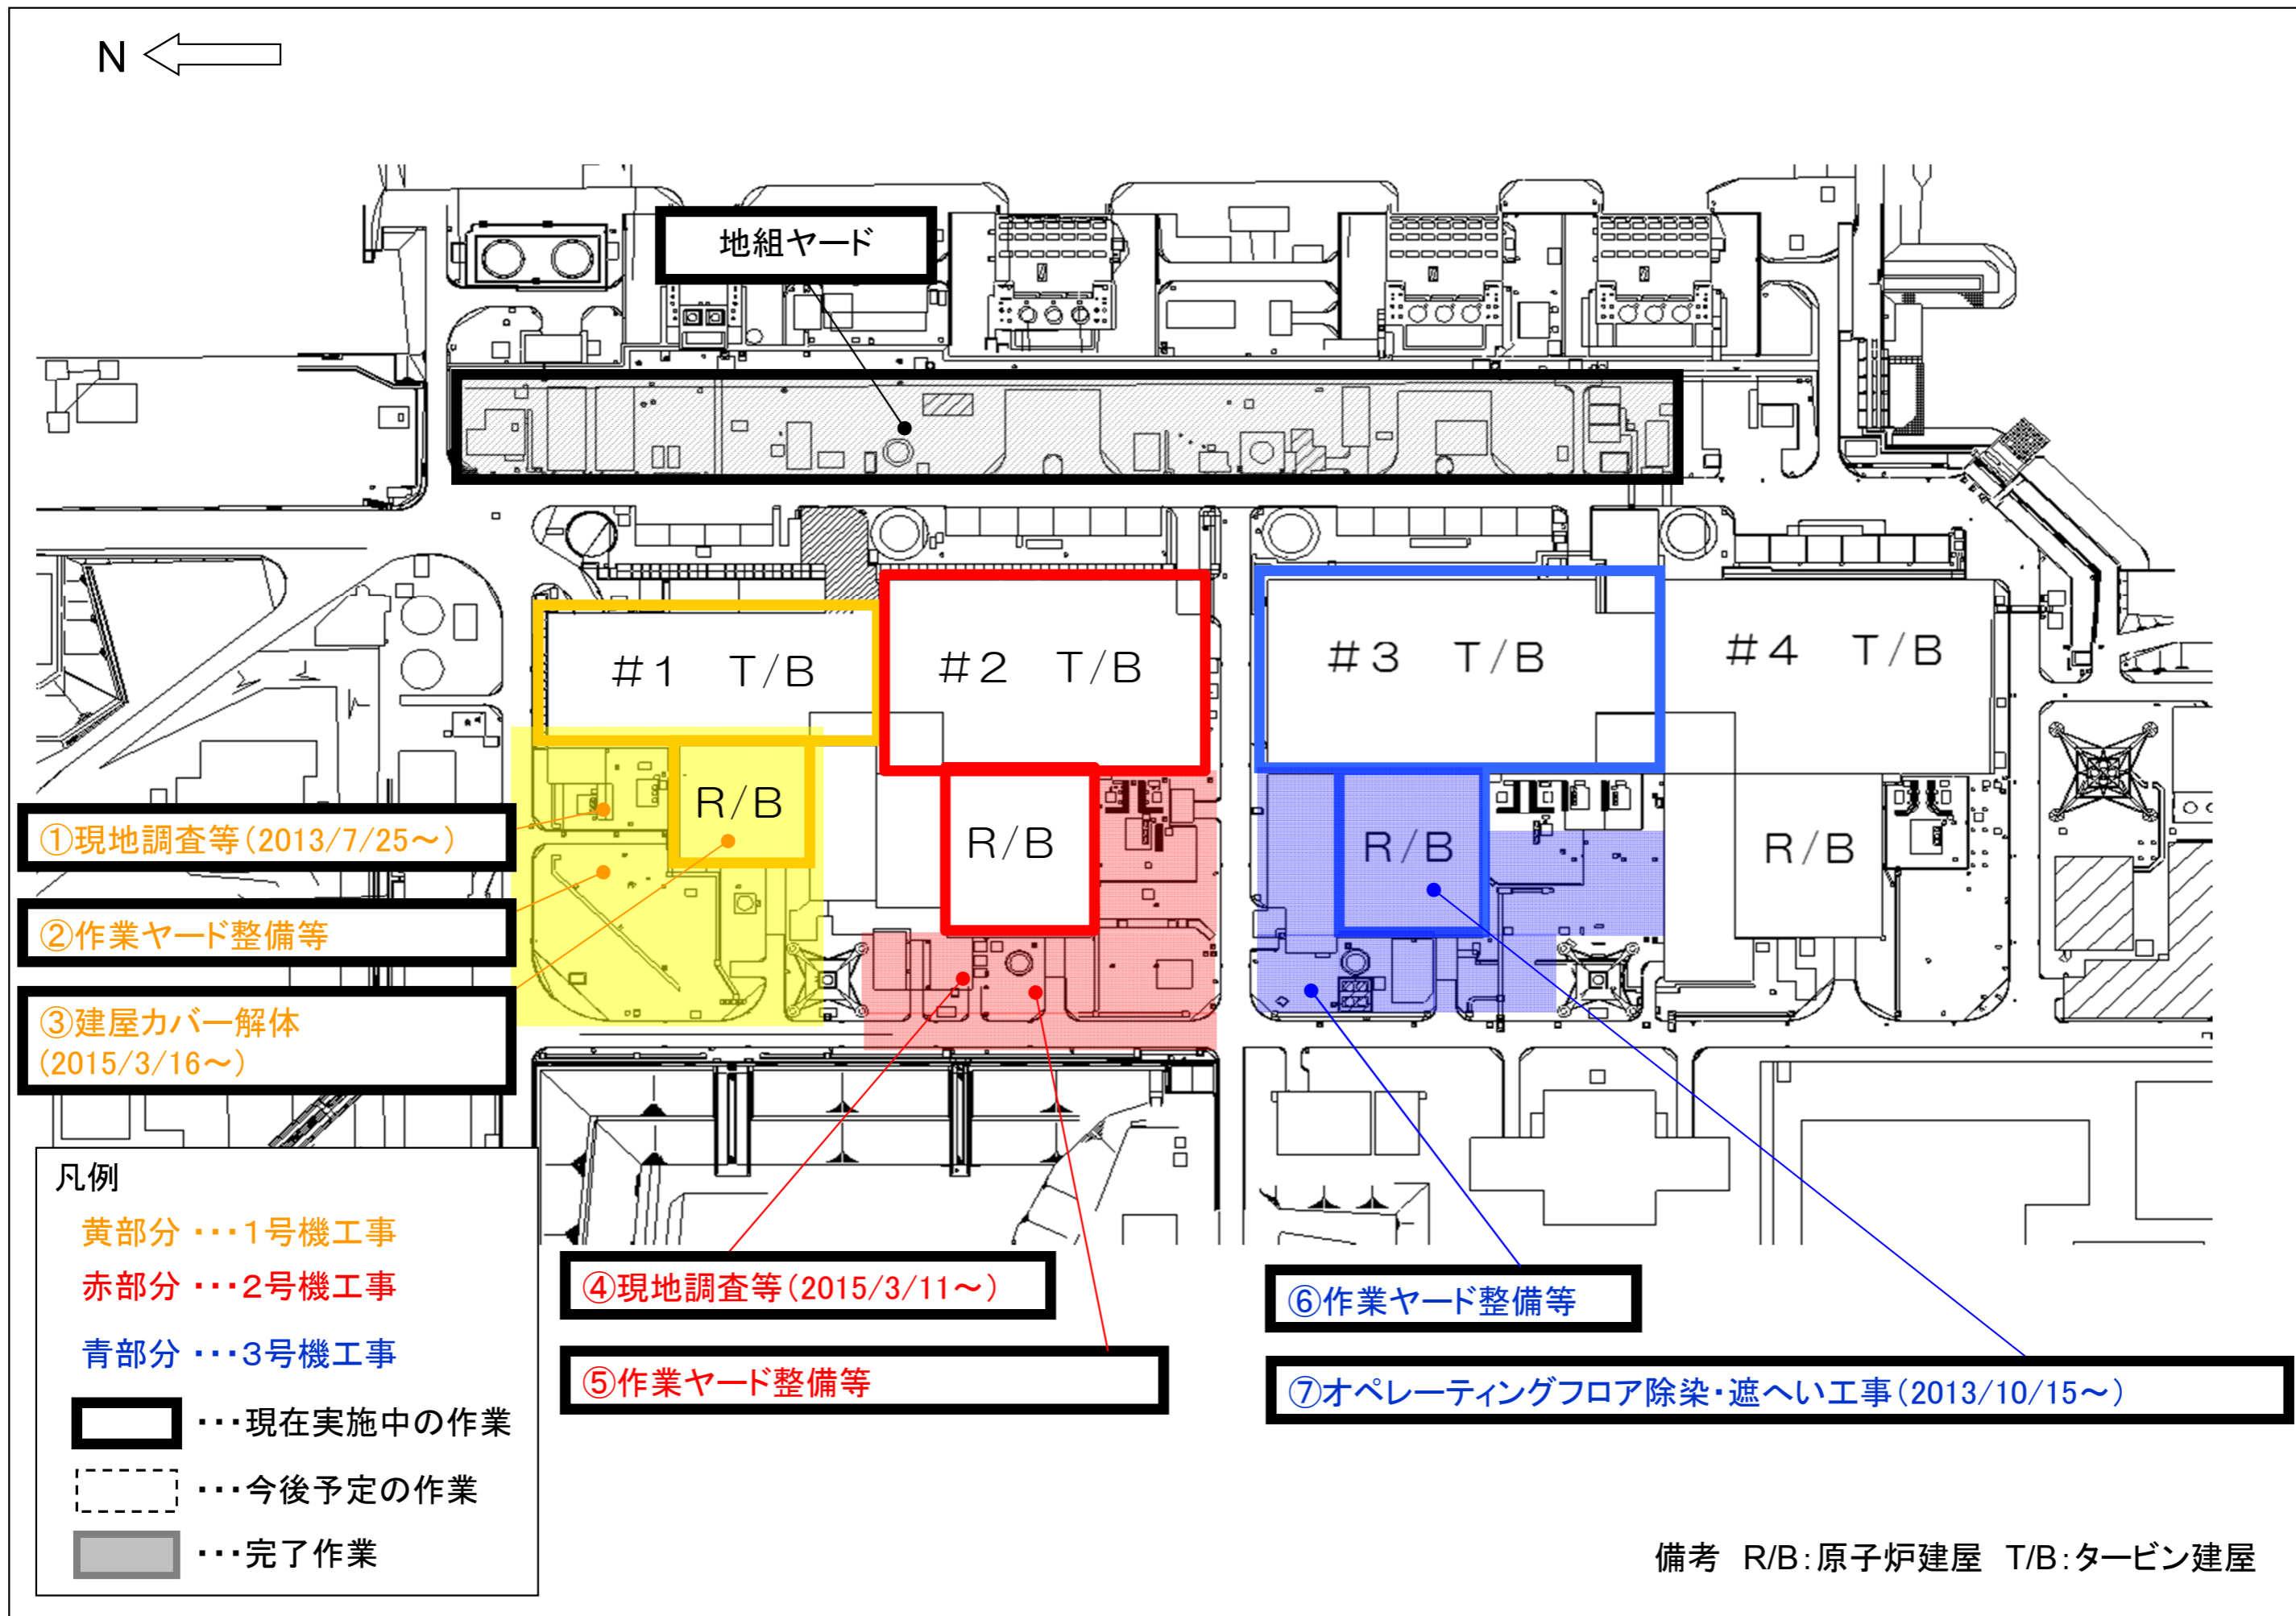 N
地組ヤード
#1 T/B
#2 T/B
#3 T/B
#4 T/B
R/B
R/B
R/B
R/B
①現地調査等(2013/7/25～)
②作業ヤード整備等
③建屋カバー解体
(2015/3/16～)
④現地調査等(2015/3/11～)
⑤作業ヤード整備等
⑥作業ヤード整備等
⑦オペレーティングフロア除染・遮へい工事(2013/10/15～)
凡例
黄部分 ・・・1号機工事
赤部分 ・・・2号機工事
青部分 ・・・3号機工事
・・・現在実施中の作業
・・・今後予定の作業
・・・完了作業
備考 R/B：原子炉建屋 T/B：タービン建屋